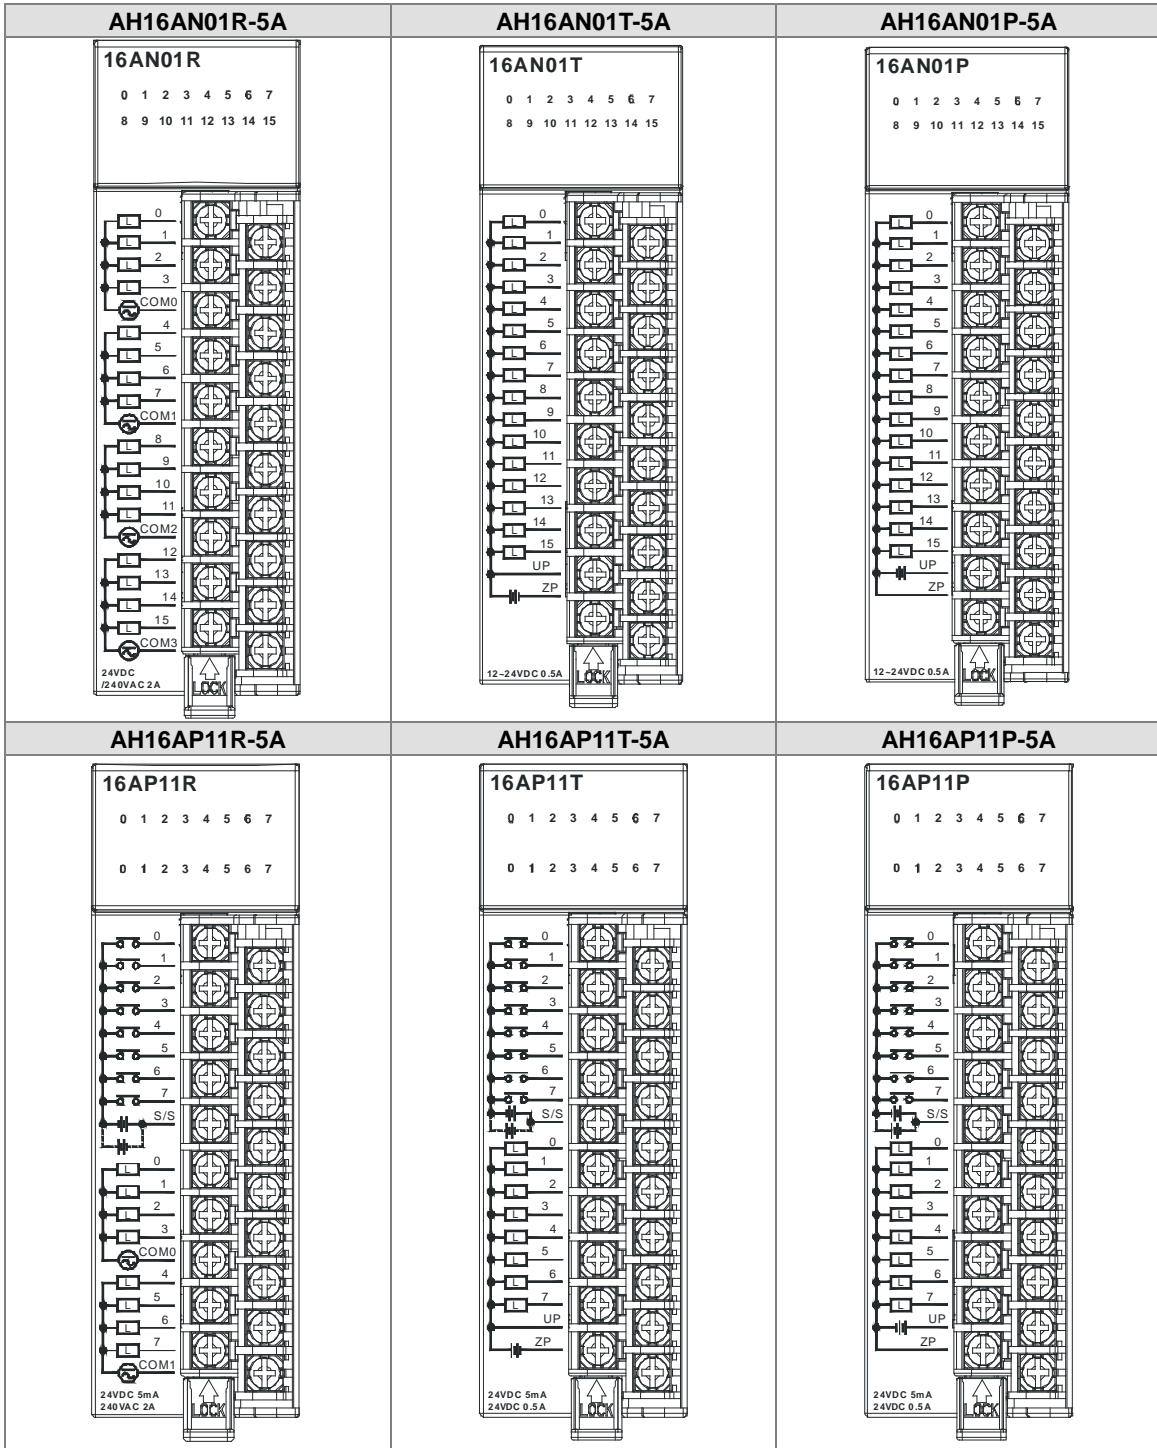 AH16AN01R-5A
AH16AN01T-5A
AH16AN01P-5A
16AN01R
0 1 2 3 4 5 6 7
8 9 10 11 12 13 14 15
L 0
L 1
L 2
L 3
COM0
L 4
L 5
L 6
L 7
COM1
L 8
L 9
L 10
L 11
COM2
L 12
L 13
L 14
L 15
COM3
24VDC
/240VAC 2A
LOCK
16AN01T
0 1 2 3 4 5 6 7
8 9 10 11 12 13 14 15
L 0
L 1
L 2
L 3
L 4
L 5
L 6
L 7
L 8
L 9
L 10
L 11
L 12
L 13
L 14
L 15
UP
ZP
12~24VDC 0.5A
LOCK
16AN01P
0 1 2 3 4 5 6 7
8 9 10 11 12 13 14 15
L 0
L 1
L 2
L 3
L 4
L 5
L 6
L 7
L 8
L 9
L 10
L 11
L 12
L 13
L 14
L 15
UP
ZP
12~24VDC 0.5A
LOCK
AH16AP11R-5A
AH16AP11T-5A
AH16AP11P-5A
16AP11R
0 1 2 3 4 5 6 7
0 1 2 3 4 5 6 7
0
1
2
3
4
5
6
7
S/S
L 0
L 1
L 2
L 3
COM0
L 4
L 5
L 6
L 7
COM1
24VDC 5mA
240VAC 2A
LOCK
16AP11T
0 1 2 3 4 5 6 7
0 1 2 3 4 5 6 7
0
1
2
3
4
5
6
7
S/S
L 0
L 1
L 2
L 3
L 4
L 5
L 6
L 7
UP
ZP
24VDC 5mA
24VDC 0.5A
LOCK
16AP11P
0 1 2 3 4 5 6 7
0 1 2 3 4 5 6 7
0
1
2
3
4
5
6
7
S/S
L 0
L 1
L 2
L 3
L 4
L 5
L 6
L 7
UP
ZP
24VDC 5mA
24VDC 0.5A
LOCK